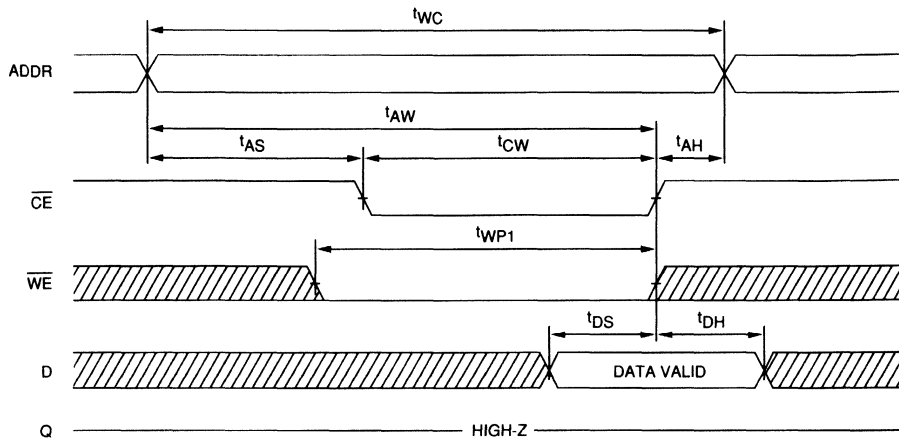 tWC
ADDR
tAW
tAS
tCW
tAH
CE
tWP1
WE
tDS
tDH
D
DATA VALID
Q
HIGH-Z